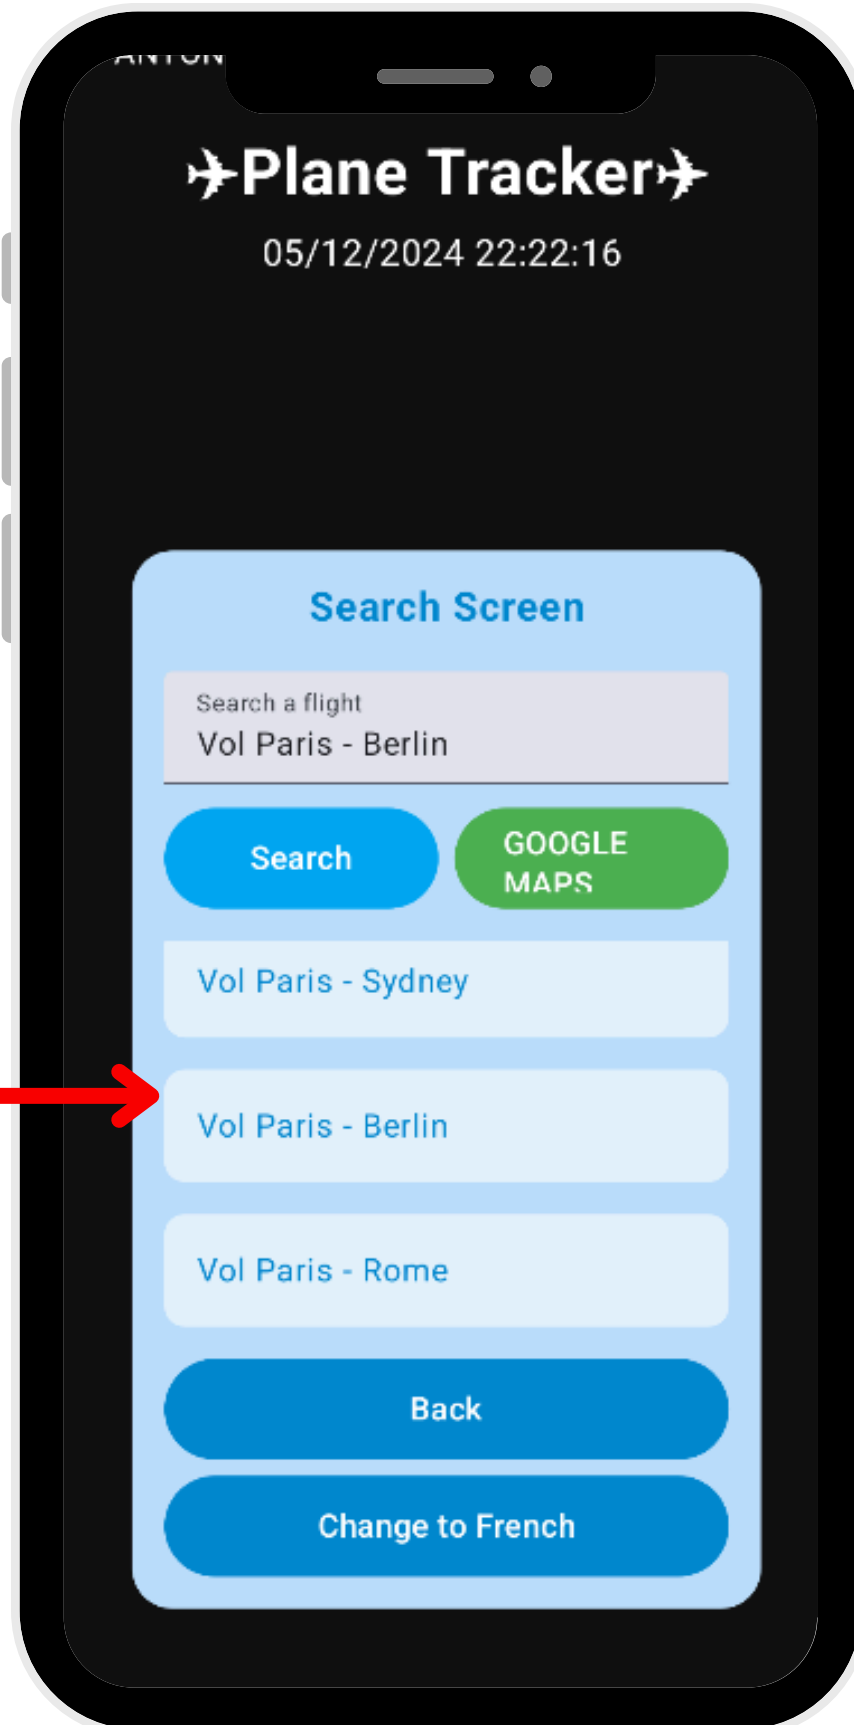 ✈Plane Tracker✈
05/12/2024 22:22:16
Search Screen
Search a flight
Vol Paris - Berlin
Search
GOOGLE
MAPS
Vol Paris - Sydney
Vol Paris - Berlin
Vol Paris - Rome
Back
Change to French